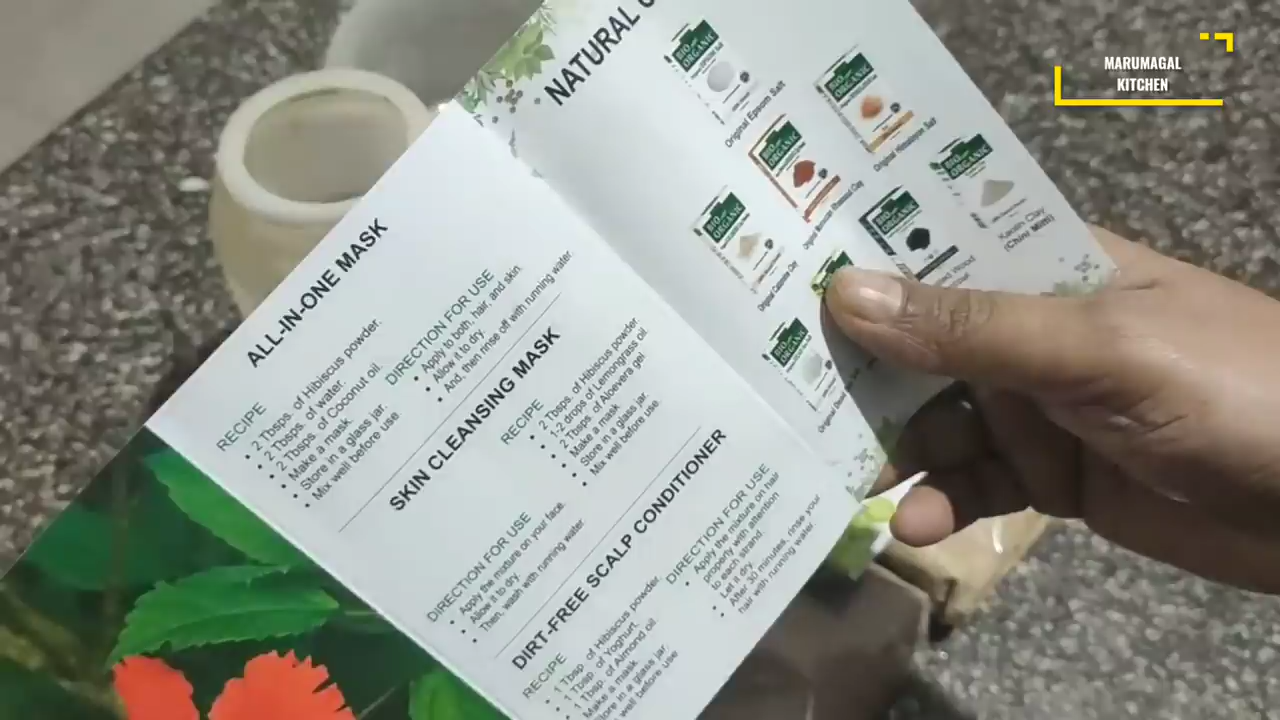 MARUMAGAL
KITCHEN
ALL-IN-ONE MASK
RECIPE
• 2 Tbsps. of Hibiscus powder.
• 2 Tbsps. of water.
• 2 Tbsps. of Coconut oil.
• Make a mask.
• Store in a glass jar.
• Mix well before use
DIRECTION FOR USE
• Apply to both, hair, and skin.
• Allow it to dry.
• And, then rinse off with running water.
SKIN CLEANSING MASK
RECIPE
• 2 Tbsps. of Hibiscus powder.
• 1-2 drops of Lemongrass oil.
• 2 Tbsps. of Aloevera gel
• Make a mask.
• Store in a glass jar.
• Mix well before use.
DIRECTION FOR USE
• Apply the mixture on your face.
• Allow it to dry.
• Then, wash with running water.
DIRT-FREE SCALP CONDITIONER
RECIPE
• 1 Tbsp. of Hibiscus powder.
• 1 Tbsp. of Yoghurt.
• 1 Tbsp. of Almond oil.
Make a mask.
Store in a glass jar
well before use
DIRECTION FOR USE
• Apply the mixture on hair
properly with attention
to each strand.
• Let it dry.
• After 30 minutes, rinse your
hair with running water
NATURAL
BIO ORGANIC
Original Epsom Salt
BIO ORGANIC
Original Himalayan Salt
BIO ORGANIC
BIO ORGANIC
Kaolin Clay
(Chini Mitti)
BIO ORGANIC
BIO ORGANIC
Wood
BIO ORGANIC
Original